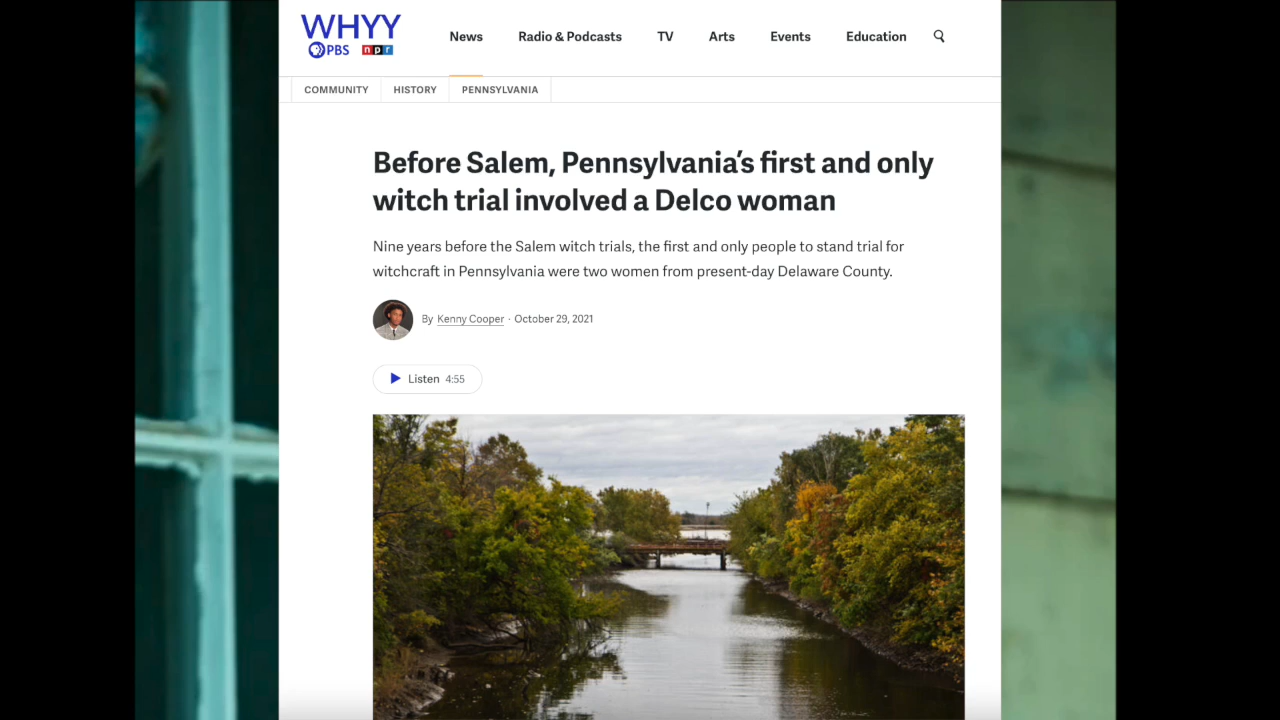 WHYY
PBS npr
News Radio & Podcasts TV Arts Events Education
COMMUNITY HISTORY PENNSYLVANIA
Before Salem, Pennsylvania’s first and only
witch trial involved a Delco woman
Nine years before the Salem witch trials, the first and only people to stand trial for
witchcraft in Pennsylvania were two women from present-day Delaware County.
By Kenny Cooper · October 29, 2021
Listen 4:55